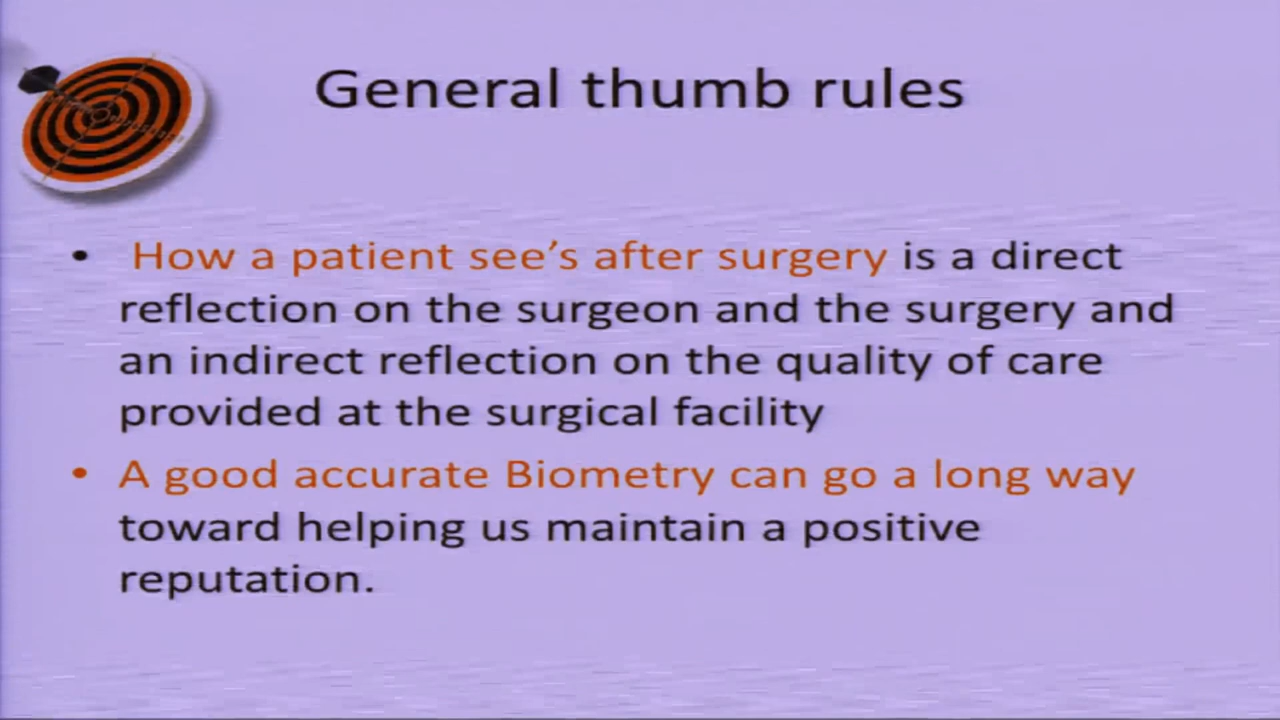 General thumb rules
• How a patient see’s after surgery is a direct
reflection on the surgeon and the surgery and
an indirect reflection on the quality of care
provided at the surgical facility
• A good accurate Biometry can go a long way
toward helping us maintain a positive
reputation.